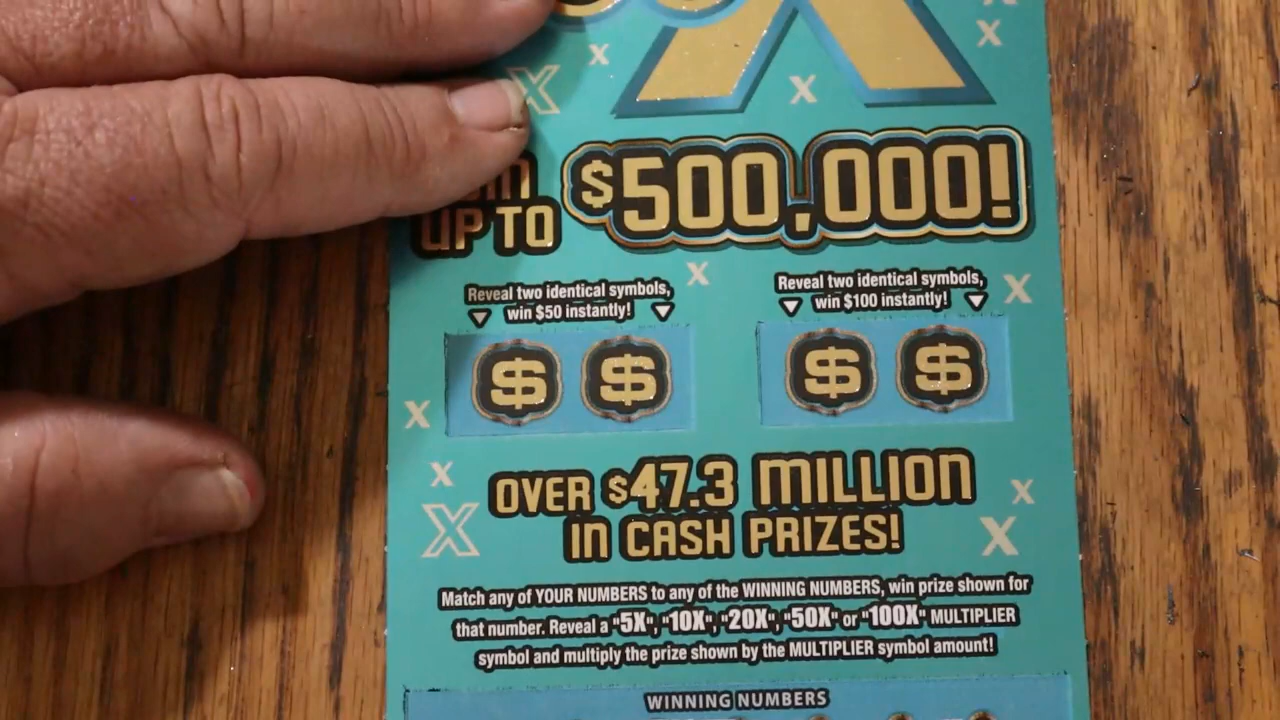 X
UP TO
$500,000!
Reveal two identical symbols,
win $50 instantly!
Reveal two identical symbols,
win $100 instantly!
$ $
$ $
OVER $47.3 MILLION
IN CASH PRIZES!
Match any of YOUR NUMBERS to any of the WINNING NUMBERS, win prize shown for
that number. Reveal a "5X", "10X", "20X", "50X" or "100X" MULTIPLIER
symbol and multiply the prize shown by the MULTIPLIER symbol amount!
WINNING NUMBERS